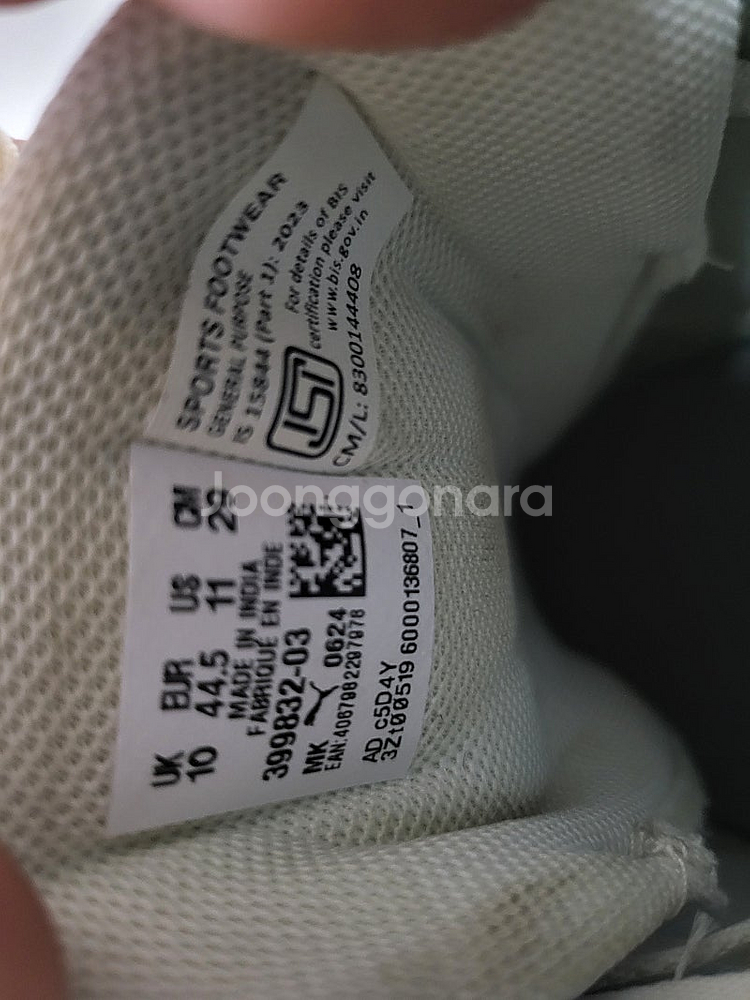 SPORTS FOOTWEAR
GENERAL PURPOSE
IS 15844 (Part 1): 2023
For details of BIS
certification please visit
www.bis.gov.in
CM/L: 8300144408
UK EUR US CM
10 44.5 11 29
MADE IN INDIA
FABRIQUE EN INDE
399832-03
MK 0624
EAN:4067982297978
AD c5D4Y
3Zt00519 6000136807_1
Joonggonara